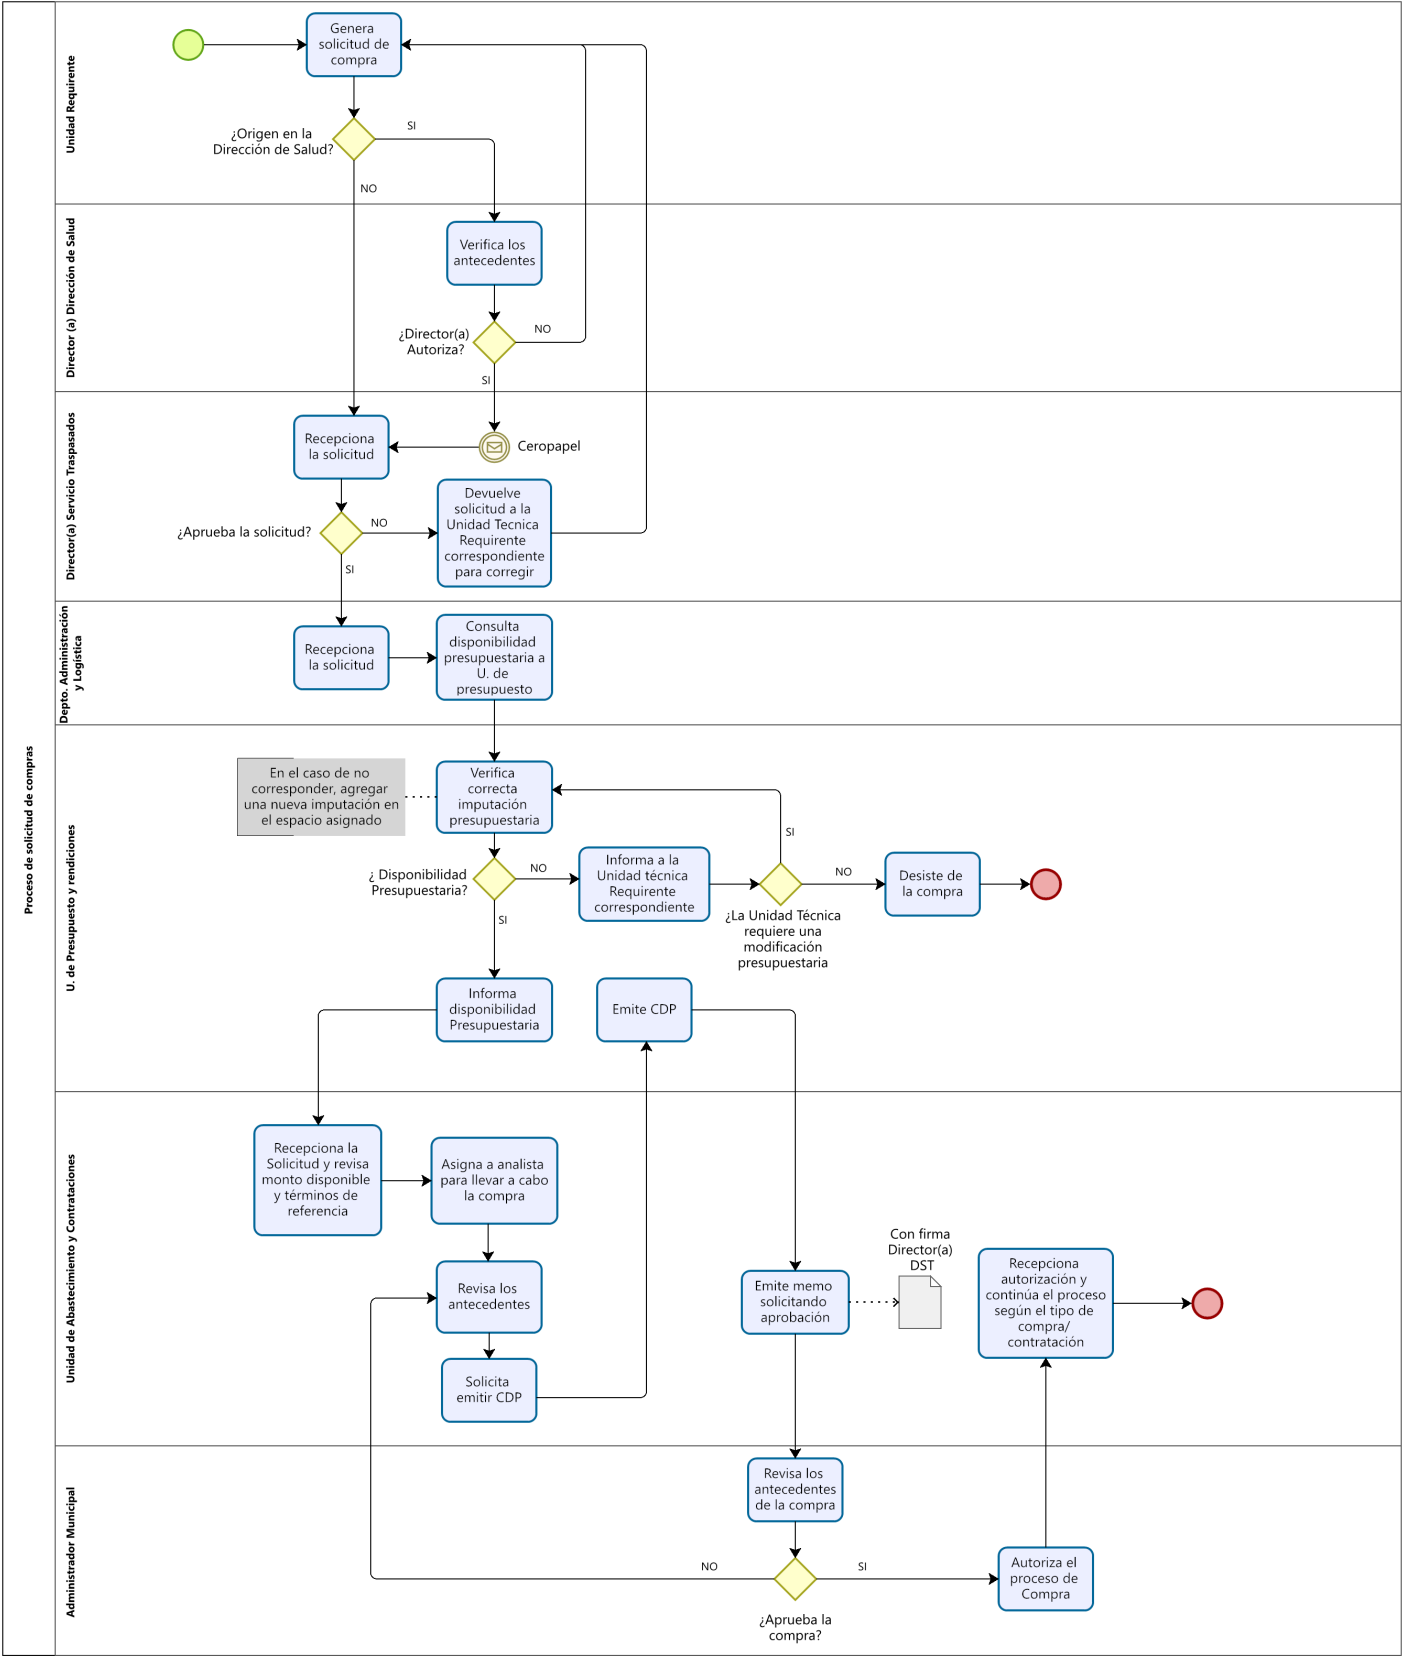 Proceso de solicitud de compras
Unidad Requirente
Genera
solicitud de
compra
¿Origen en la
Dirección de Salud?
SI
NO
Director (a) Dirección de Salud
Verifica los
antecedentes
¿Director(a)
Autoriza?
NO
SI
Director(a) Servicio Traspasados
Recepciona
la solicitud
Ceropapel
¿Aprueba la solicitud?
NO
SI
Devuelve
solicitud a la
Unidad Tecnica
Requirente
correspondiente
para corregir
Depto. Administración
y Logística
Recepciona
la solicitud
Consulta
disponibilidad
presupuestaria a
U. de
presupuesto
U. de Presupuesto y rendiciones
En el caso de no
corresponder, agregar
una nueva imputación en
el espacio asignado
Verifica
correcta
imputación
presupuestaria
¿ Disponibilidad
Presupuestaria?
NO
SI
Informa a la
Unidad técnica
Requirente
correspondiente
SI
NO
¿La Unidad Técnica
requiere una
modificación
presupuestaria
Desiste de
la compra
Informa
disponibilidad
Presupuestaria
Emite CDP
Unidad de Abastecimiento y Contrataciones
Recepciona la
Solicitud y revisa
monto disponible
y términos de
referencia
Asigna a analista
para llevar a cabo
la compra
Revisa los
antecedentes
Solicita
emitir CDP
Emite memo
solicitando
aprobación
Con firma
Director(a)
DST
Recepciona
autorización y
continúa el proceso
según el tipo de
compra/
contratación
Administrador Municipal
Revisa los
antecedentes
de la compra
NO
SI
¿Aprueba la
compra?
Autoriza el
proceso de
Compra